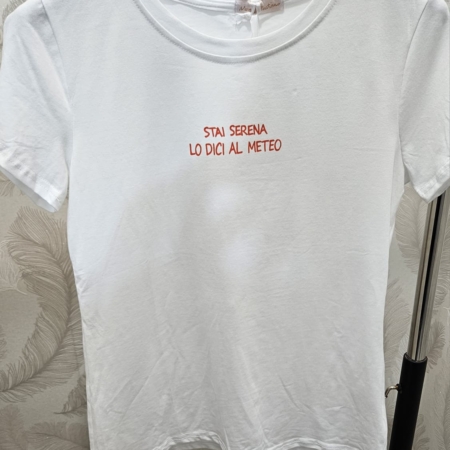 STAI SERENA
LO DICI AL METEO